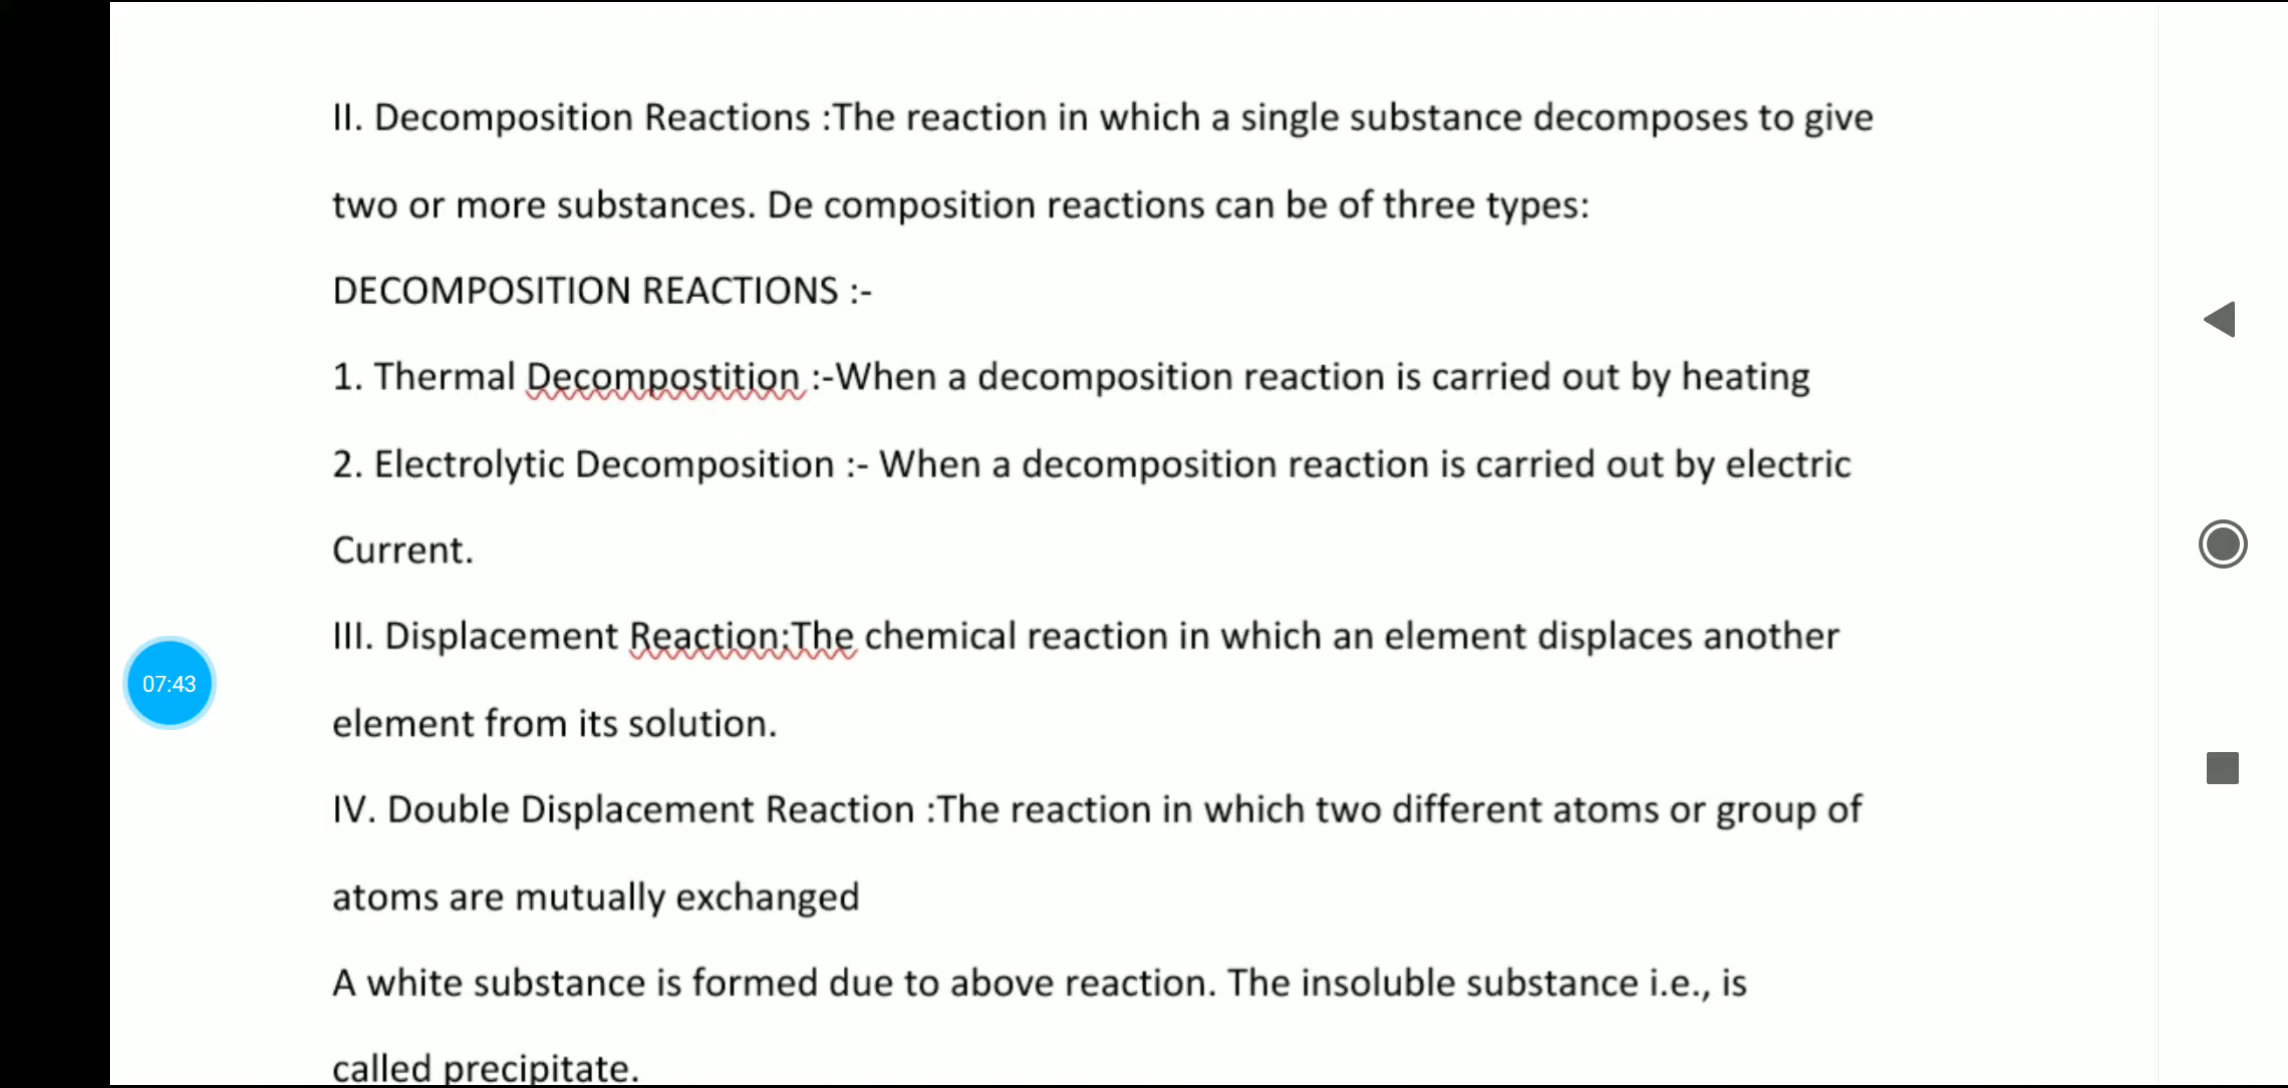 II. Decomposition Reactions :The reaction in which a single substance decomposes to give
two or more substances. De composition reactions can be of three types:
DECOMPOSITION REACTIONS :-
1. Thermal Decompostition :-When a decomposition reaction is carried out by heating
2. Electrolytic Decomposition :- When a decomposition reaction is carried out by electric
Current.
III. Displacement Reaction:The chemical reaction in which an element displaces another
07:43
element from its solution.
IV. Double Displacement Reaction :The reaction in which two different atoms or group of
atoms are mutually exchanged
A white substance is formed due to above reaction. The insoluble substance i.e., is
called precipitate.